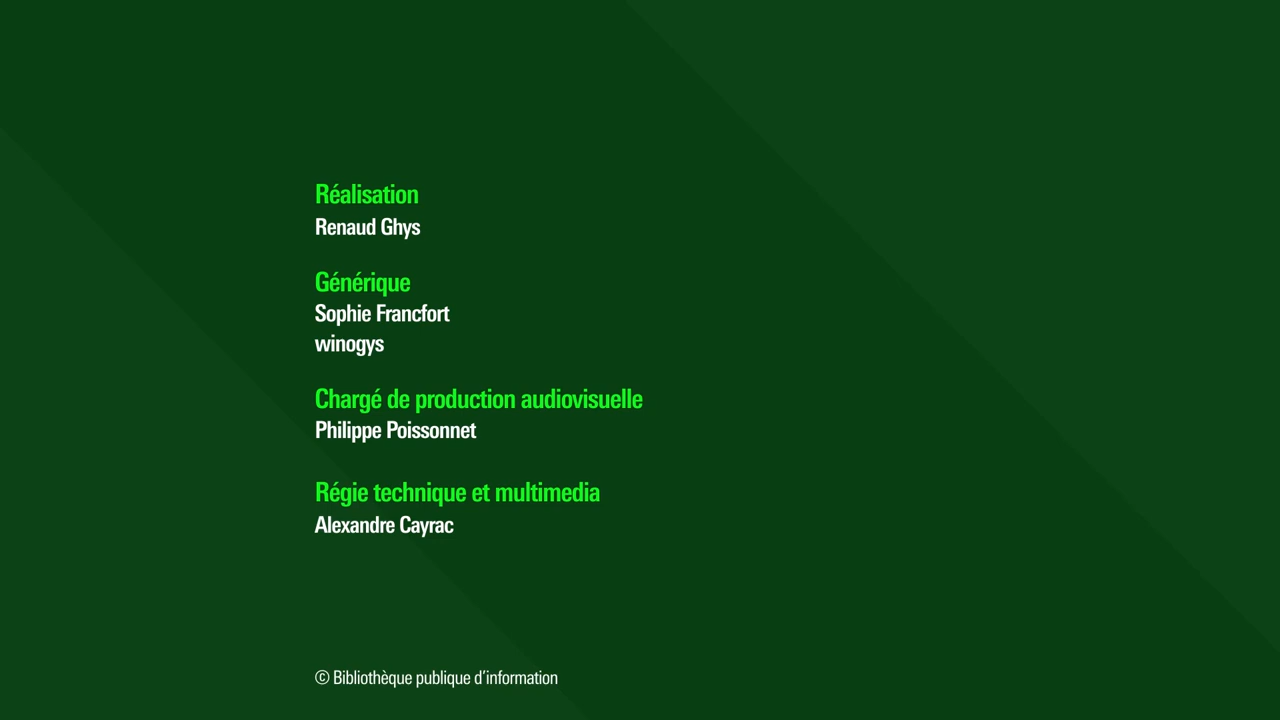 Réalisation
Renaud Ghys
Générique
Sophie Francfort
winogys
Chargé de production audiovisuelle
Philippe Poissonnet
Régie technique et multimedia
Alexandre Cayrac
© Bibliothèque publique d’information